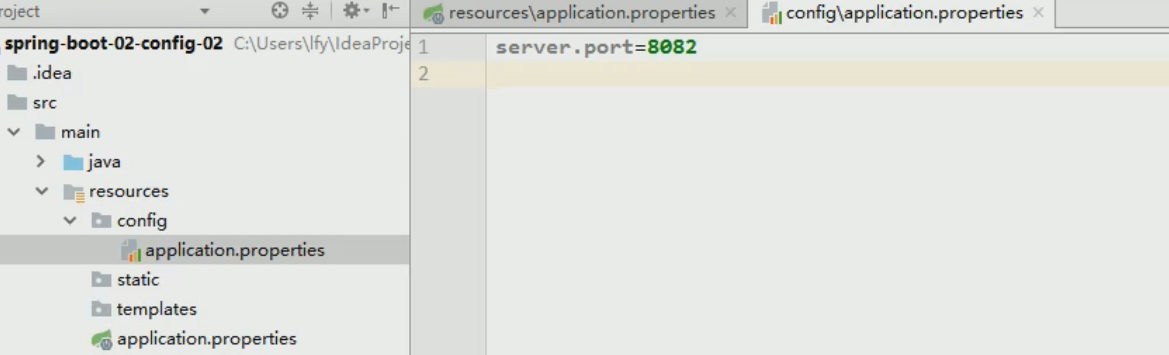 roject
resources\application.properties
config\application.properties
spring-boot-02-config-02 C:\Users\lfy\IdeaProje
1 server.port=8082
2
.idea
src
main
java
resources
config
application.properties
static
templates
application.properties